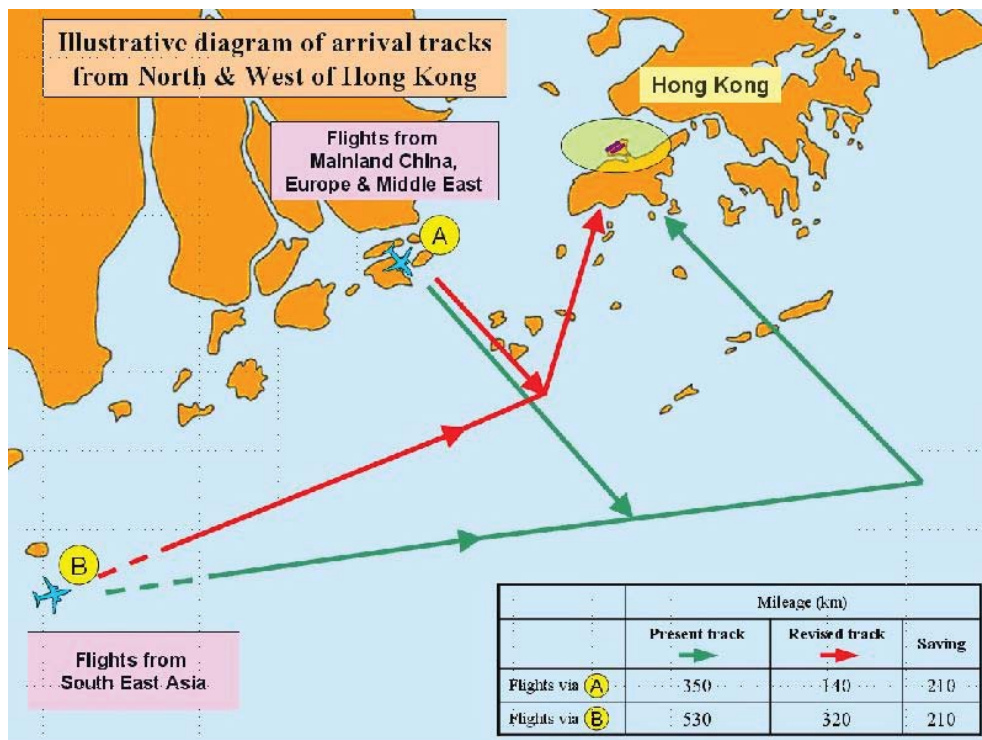 Illustrative diagram of arrival tracks
from North & West of Hong Kong
Hong Kong
Flights from
Mainland China,
Europe & Middle East
A
B
Flights from
South East Asia
Mileage (km)
Present track Revised track Saving
Flights via A 350 140 210
Flights via B 530 320 210